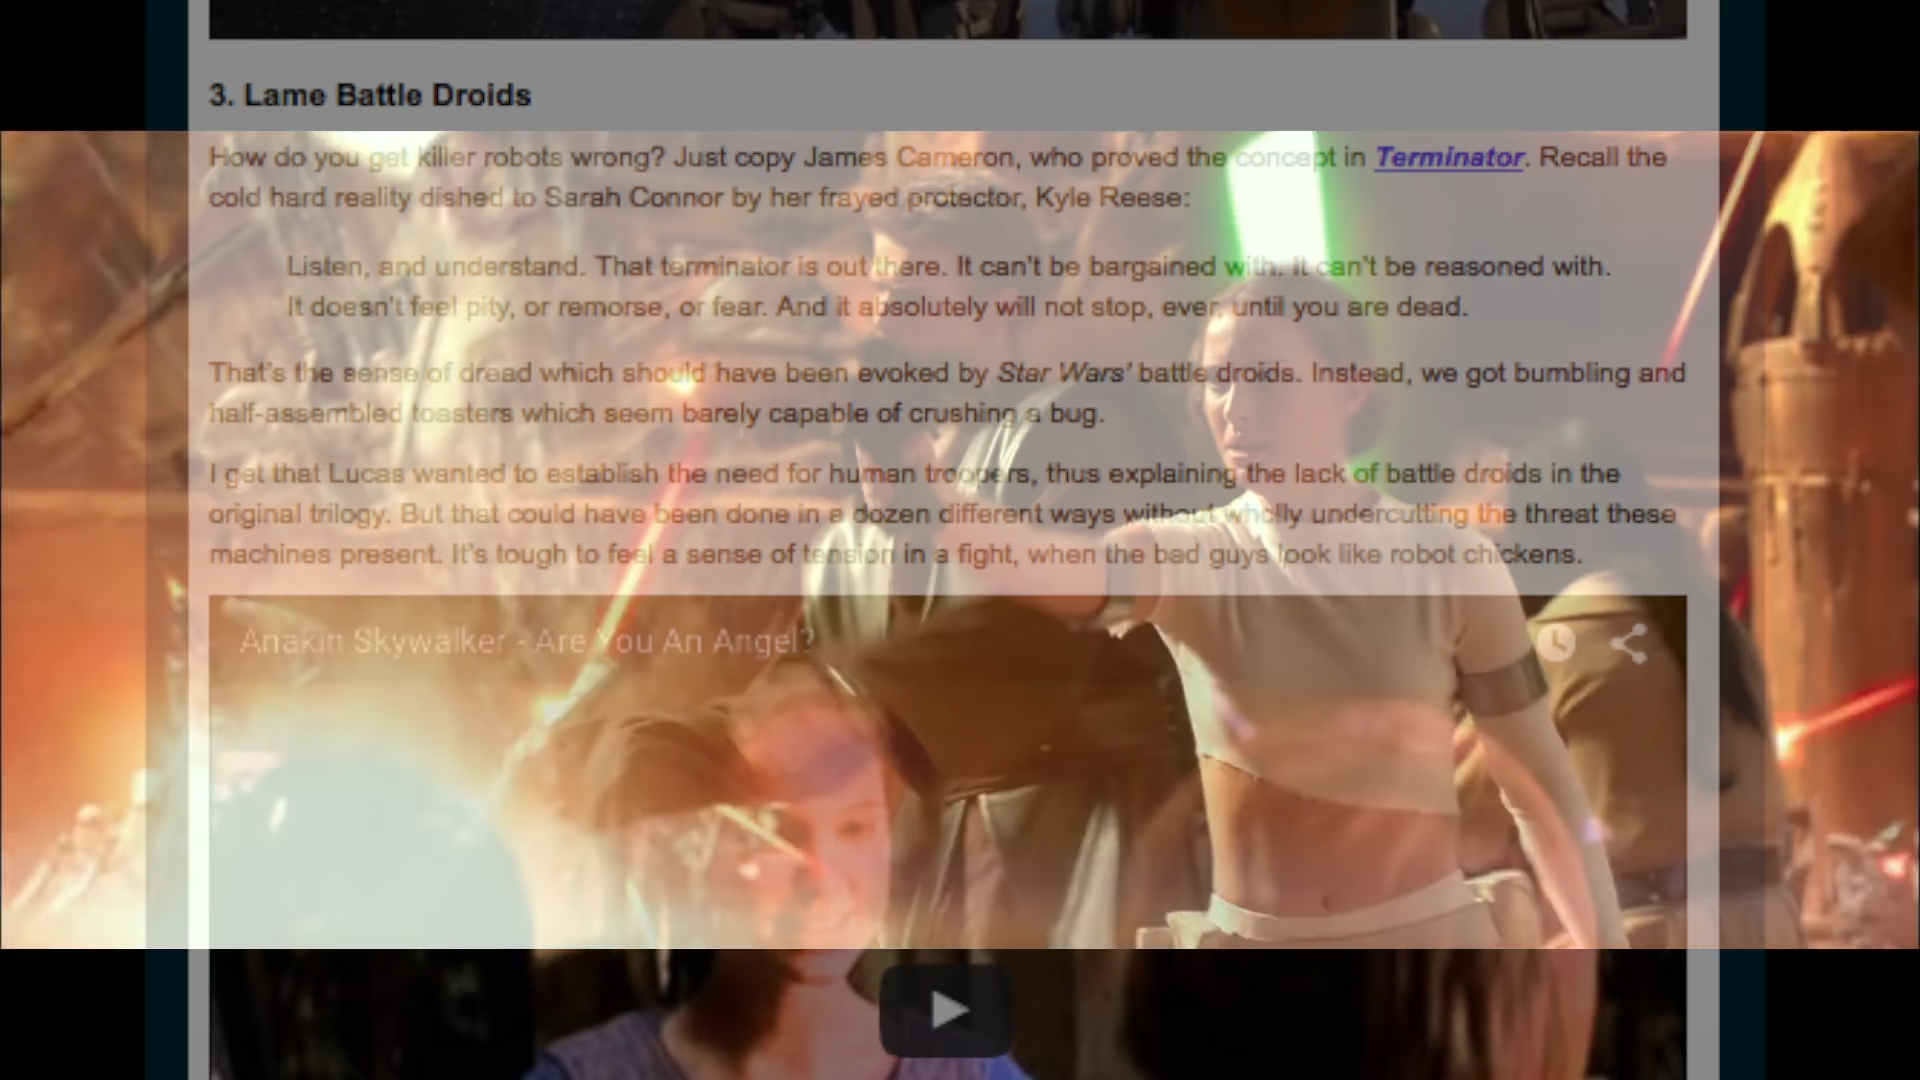 3. Lame Battle Droids
How do you get killer robots wrong? Just copy James Cameron, who proved the concept in Terminator. Recall the
cold hard reality dished to Sarah Connor by her frayed protector, Kyle Reese:
Listen, and understand. That terminator is out there. It can't be bargained with. It can't be reasoned with.
It doesn't feel pity, or remorse, or fear. And it absolutely will not stop, ever, until you are dead.
That's the sense of dread which should have been evoked by Star Wars' battle droids. Instead, we got bumbling and
half-assembled toasters which seem barely capable of crushing a bug.
I get that Lucas wanted to establish the need for human troopers, thus explaining the lack of battle droids in the
original trilogy. But that could have been done in a dozen different ways without wholly undercutting the threat these
machines present. It's tough to feel a sense of tension in a fight, when the bad guys look like robot chickens.
Anakin Skywalker - Are You An Angel?